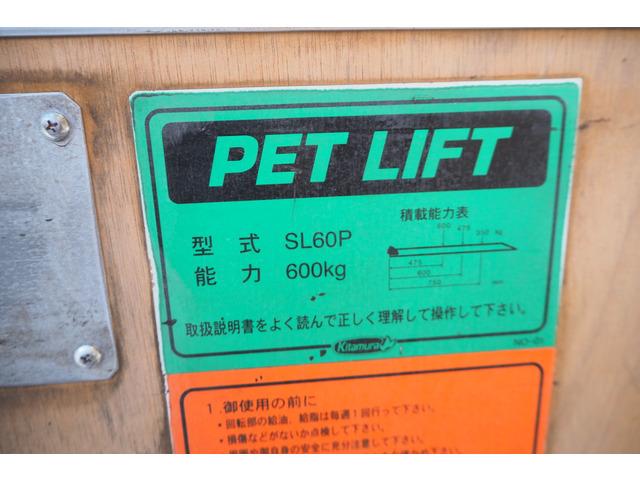 PET LIFT
型式 SL60P
能力 600kg
積載能力表
600 475 350 kg
475
600
750 mm
取扱説明書をよく読んで正しく理解して操作して下さい。
Kitamura
1.御使用の前に
・回転部の給油、給脂は毎週1回行って下さい。
・損傷などがないか点検して下さい。